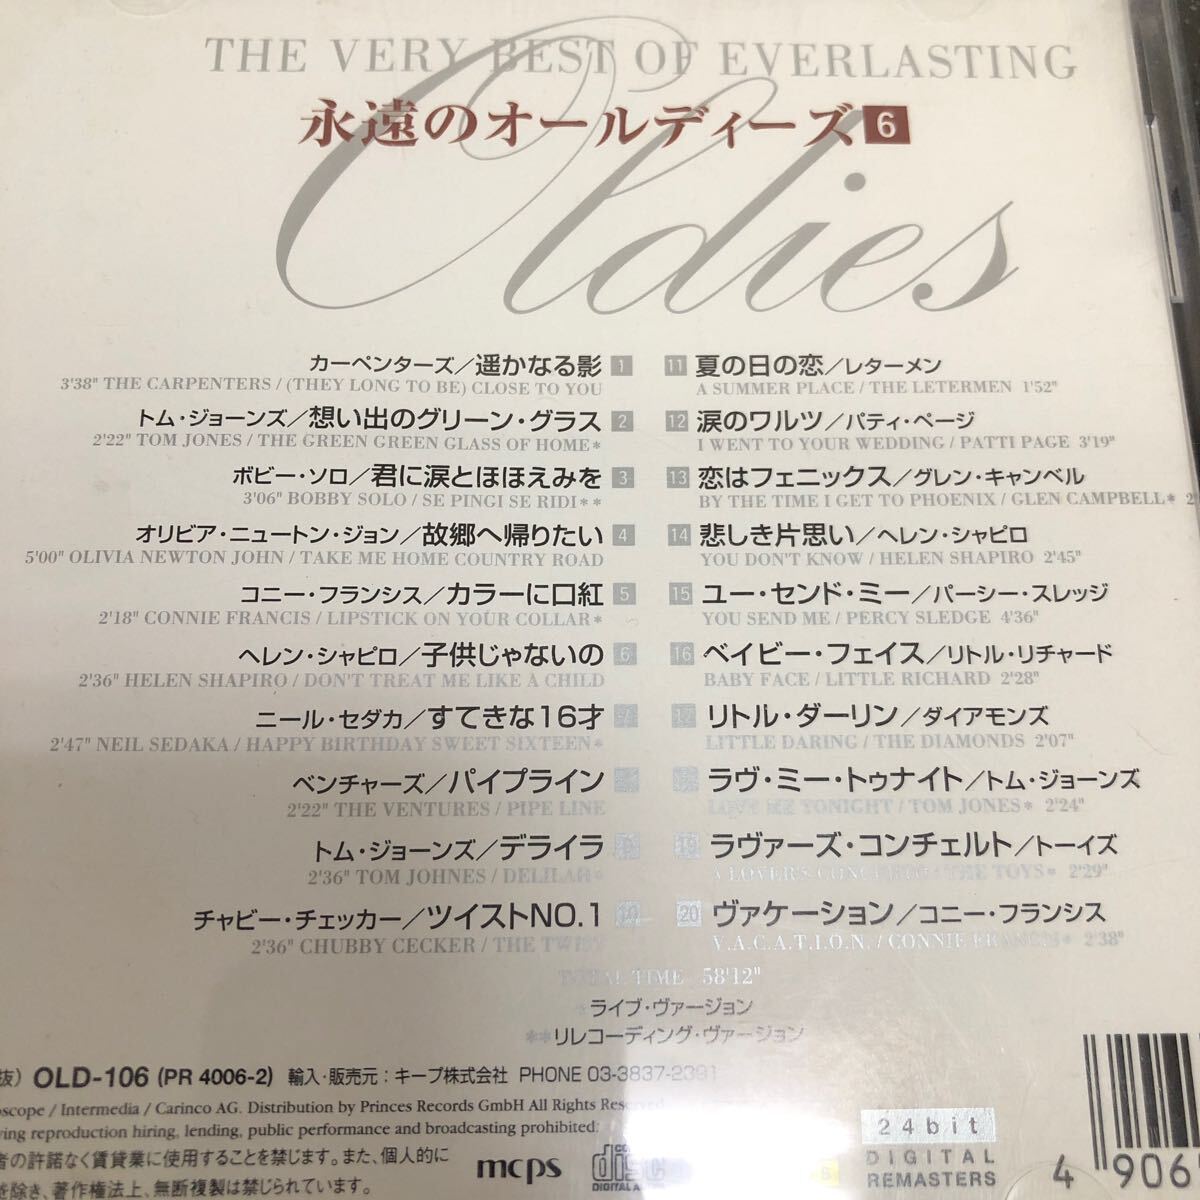 THE VERY BEST OF EVERLASTING
永遠のオールディーズ 6
Oldies
カーペンターズ／遥かなる影 1
3'38" THE CARPENTERS / (THEY LONG TO BE) CLOSE TO YOU
トム・ジョーンズ／想い出のグリーン・グラス 2
2'22" TOM JONES / THE GREEN GREEN GLASS OF HOME*
ボビー・ソロ／君に涙とほほえみを 3
3'06" BOBBY SOLO / SE PINGI SE RIDI**
オリビア・ニュートン・ジョン／故郷へ帰りたい 4
5'00" OLIVIA NEWTON JOHN / TAKE ME HOME COUNTRY ROAD
コニー・フランシス／カラーに口紅 5
2'18" CONNIE FRANCIS / LIPSTICK ON YOUR COLLAR*
ヘレン・シャピロ／子供じゃないの 6
2'36" HELEN SHAPIRO / DON'T TREAT ME LIKE A CHILD
ニール・セダカ／すてきな16才 7
2'47" NEIL SEDAKA / HAPPY BIRTHDAY SWEET SIXTEEN*
ベンチャーズ／パイプライン
2'22" THE VENTURES / PIPE LINE
トム・ジョーンズ／デライラ
2'36" TOM JOHNES / DELILAH*
チャビー・チェッカー／ツイストNO.1 10
2'36" CHUBBY CECKER / THE TWIST
11 夏の日の恋／レターメン
A SUMMER PLACE / THE LETERMEN 1'52"
12 涙のワルツ／パティ・ページ
I WENT TO YOUR WEDDING / PATTI PAGE 3'19"
13 恋はフェニックス／グレン・キャンベル
BY THE TIME I GET TO PHOENIX / GLEN CAMPBELL* 2
14 悲しき片思い／ヘレン・シャピロ
YOU DON'T KNOW / HELEN SHAPIRO 2'45"
15 ユー・センド・ミー／パーシー・スレッジ
YOU SEND ME / PERCY SLEDGE 4'36"
16 ベイビー・フェイス／リトル・リチャード
BABY FACE / LITTLE RICHARD 2'28"
17 リトル・ダーリン／ダイアモンズ
LITTLE DARING / THE DIAMONDS 2'07"
ラヴ・ミー・トゥナイト／トム・ジョーンズ
LOVE ME TONIGHT / TOM JONES* 2'24"
19 ラヴァーズ・コンチェルト／トーイズ
A LOVER'S CONCERTO / THE TOYS* 2'29"
20 ヴァケーション／コニー・フランシス
V.A.C.A.T.I.O.N. / CONNIE FRANCIS* 2'38"
TOTAL TIME 58'12"
*ライブ・ヴァージョン
**リレコーディング・ヴァージョン
抜) OLD-106 (PR 4006-2) 輸入・販売元：キープ株式会社 PHONE 03-3837-2391
oscope / Intermedia / Carinco AG. Distribution by Princes Records GmbH All Rights Reserved
ying reproduction hiring, lending, public performance and broadcasting prohibited.
者の許諾なく賃貸業に使用することを禁じます。また、個人的に
を除き、著作権法上、無断複製は禁じられています。
mcps
disc
DIGITAL
24bit
DIGITAL
REMASTERS
4 906